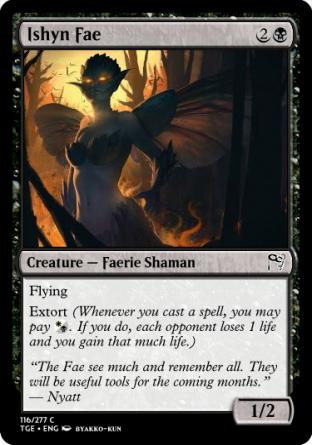 Ishyn Fae 2
Creature — Faerie Shaman
Flying
Extort (Whenever you cast a spell, you may
pay . If you do, each opponent loses 1 life
and you gain that much life.)
"The Fae see much and remember all. They
will be useful tools for the coming months."
— Nyatt
1/2
116/277 C
TGE • ENG BYAKKO-KUN